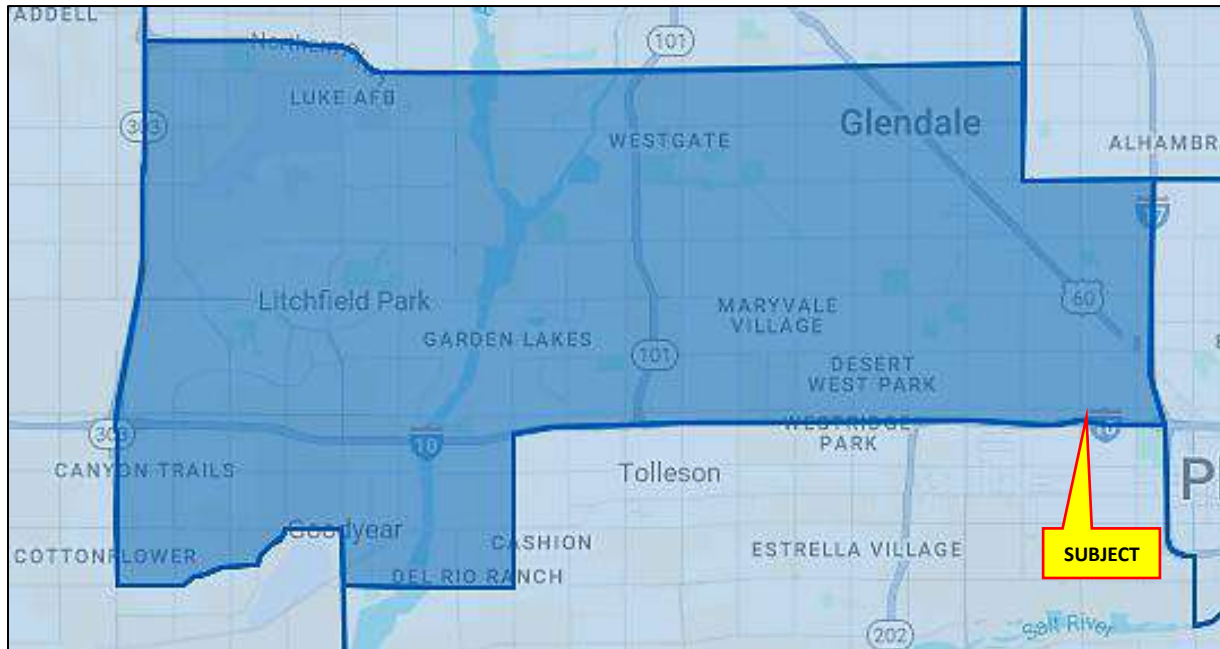 ADDELL
Northern
101
LUKE AFB
303
WESTGATE
Glendale
ALHAMBR
17
Litchfield Park
60
MARYVALE
VILLAGE
GARDEN LAKES
101
DESERT
WEST PARK
303
10
WESTRIDGE
PARK
10
CANYON TRAILS
Tolleson
P
Goodyear
COTTONFLOWER
CASHION
ESTRELLA VILLAGE
SUBJECT
DEL RIO RANCH
202
Salt River